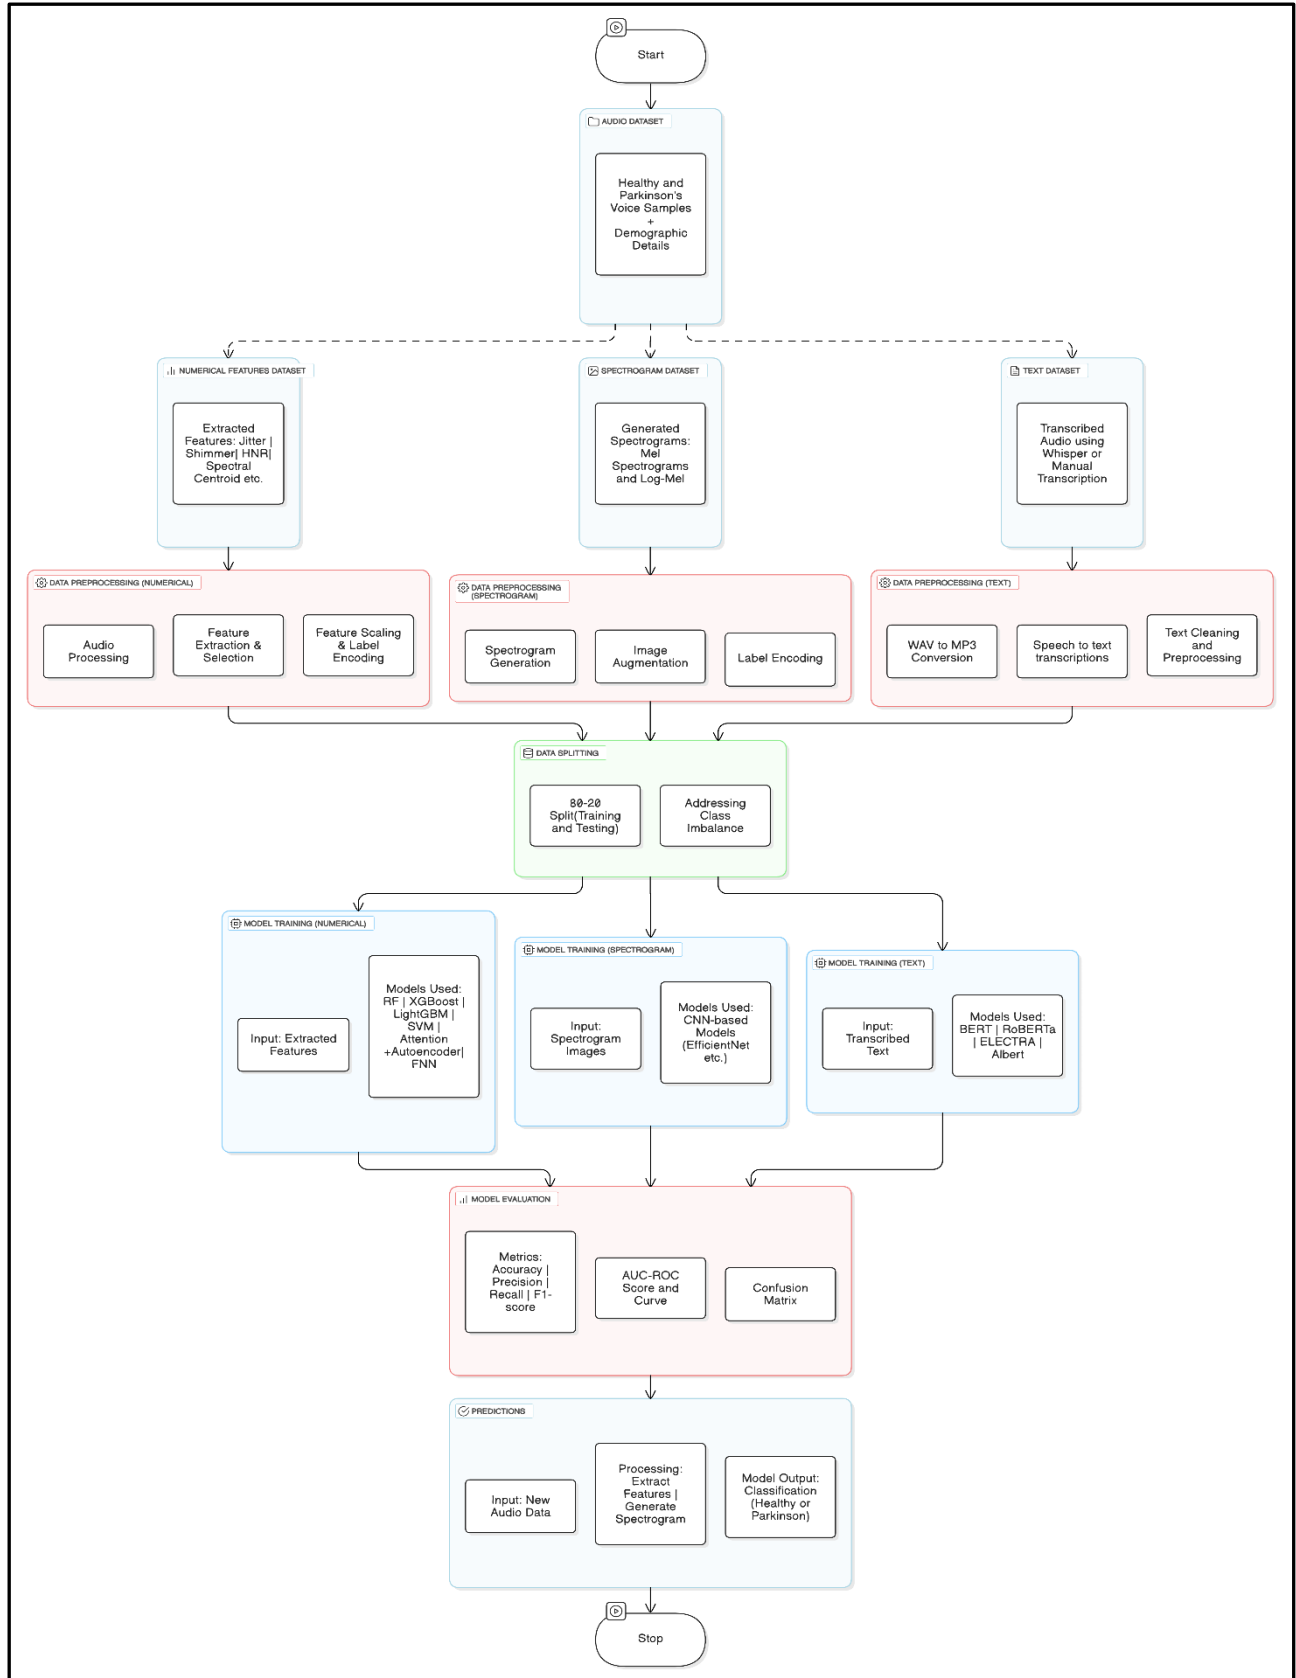 Start
AUDIO DATASET
Healthy and
Parkinson's
Voice Samples
+
Demographic
Details
NUMERICAL FEATURES DATASET
Extracted
Features: Jitter |
Shimmer| HNR|
Spectral
Centroid etc.
SPECTROGRAM DATASET
Generated
Spectrograms:
Mel
Spectrograms
and Log-Mel
TEXT DATASET
Transcribed
Audio using
Whisper or
Manual
Transcription
DATA PREPROCESSING (NUMERICAL)
Audio
Processing
Feature
Extraction &
Selection
Feature Scaling
& Label
Encoding
DATA PREPROCESSING
(SPECTROGRAM)
Spectrogram
Generation
Image
Augmentation
Label Encoding
DATA PREPROCESSING (TEXT)
WAV to MP3
Conversion
Speech to text
transcriptions
Text Cleaning
and
Preprocessing
DATA SPLITTING
80-20
Split(Training
and Testing)
Addressing
Class
Imbalance
MODEL TRAINING (NUMERICAL)
Input: Extracted
Features
Models Used:
RF | XGBoost |
LightGBM |
SVM |
Attention
+Autoencoder|
FNN
MODEL TRAINING (SPECTROGRAM)
Input:
Spectrogram
Images
Models Used:
CNN-based
Models
(EfficientNet
etc.)
MODEL TRAINING (TEXT)
Input:
Transcribed
Text
Models Used:
BERT | RoBERTa
| ELECTRA |
Albert
MODEL EVALUATION
Metrics:
Accuracy |
Precision |
Recall | F1-
score
AUC-ROC
Score and
Curve
Confusion
Matrix
PREDICTIONS
Input: New
Audio Data
Processing:
Extract
Features |
Generate
Spectrogram
Model Output:
Classification
(Healthy or
Parkinson)
Stop